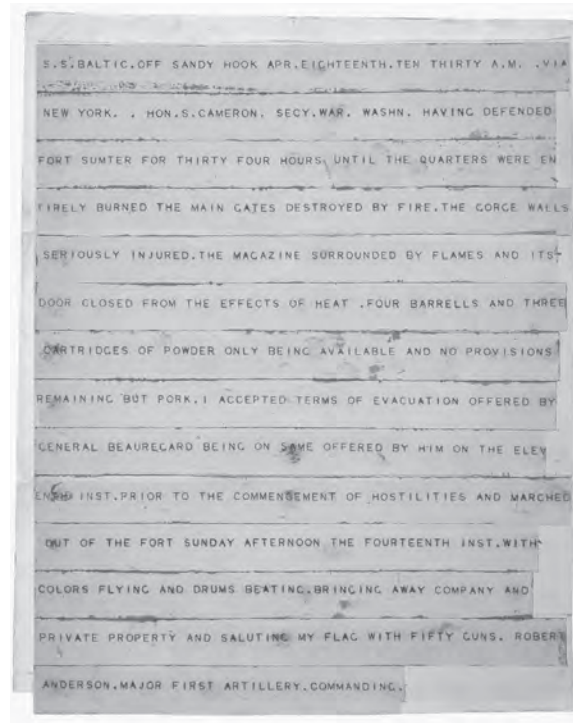 S.S.BALTIC.OFF SANDY HOOK APR.EIGHTEENTH.TEN THIRTY A.M. .VIA
NEW YORK. . HON.S.CAMERON. SECY.WAR. WASHN. HAVING DEFENDED
FORT SUMTER FOR THIRTY FOUR HOURS UNTIL THE QUARTERS WERE EN
TIRELY BURNED THE MAIN GATES DESTROYED BY FIRE.THE GORGE WALLS
SERIOUSLY INJURED.THE MAGAZINE SURROUNDED BY FLAMES AND ITS
DOOR CLOSED FROM THE EFFECTS OF HEAT .FOUR BARRELLS AND THREE
CARTRIDGES OF POWDER ONLY BEING AVAILABLE AND NO PROVISIONS
REMAINING BUT PORK.I ACCEPTED TERMS OF EVACUATION OFFERED BY
GENERAL BEAUREGARD BEING ON SAME OFFERED BY HIM ON THE ELEV
ENTH INST.PRIOR TO THE COMMENSEMENT OF HOSTILITIES AND MARCHED
OUT OF THE FORT SUNDAY AFTERNOON THE FOURTEENTH INST.WITH
COLORS FLYING AND DRUMS BEATING.BRINGING AWAY COMPANY AND
PRIVATE PROPERTY AND SALUTING MY FLAG WITH FIFTY GUNS. ROBERT
ANDERSON.MAJOR FIRST ARTILLERY.COMMANDING.